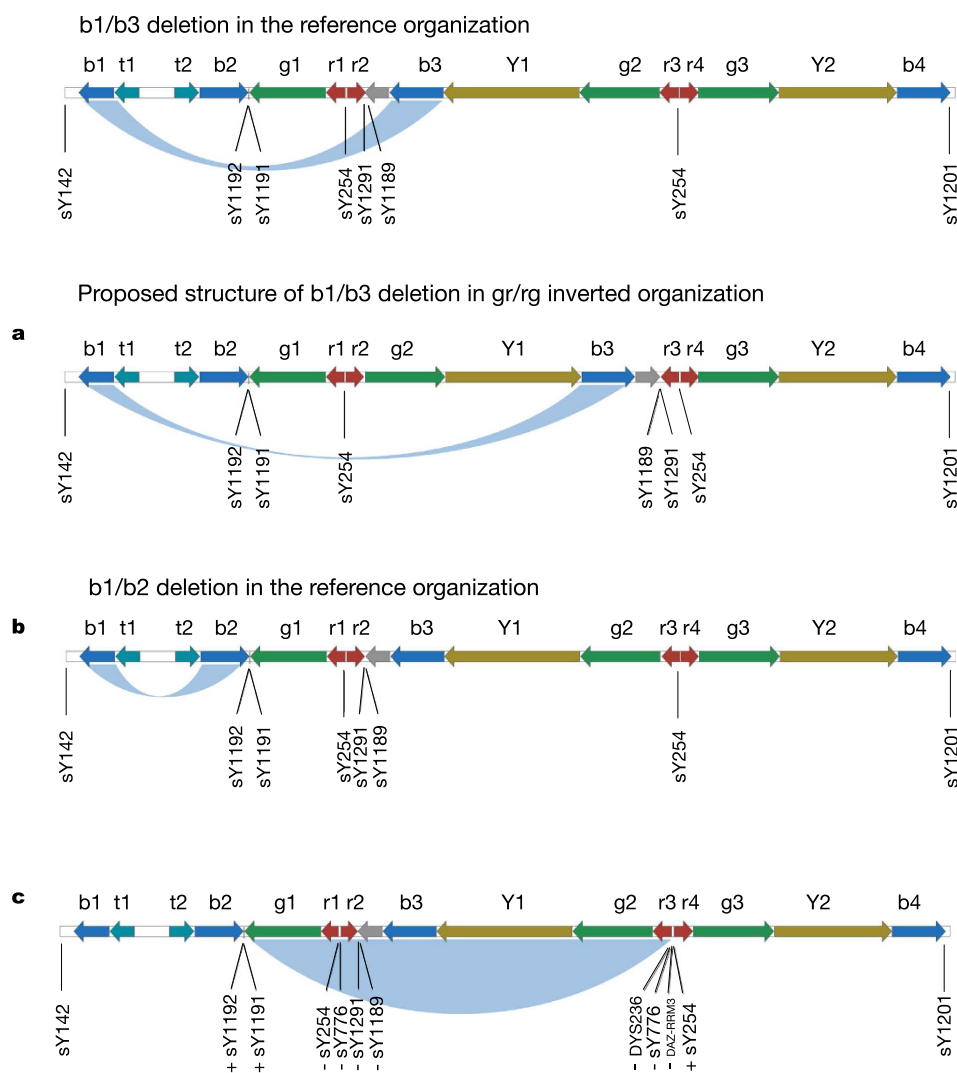 b1/b3 deletion in the reference organization
b1 t1 t2 b2 g1 r1 r2 b3 Y1 g2 r3 r4 g3 Y2 b4
sY142 sY1192 sY1191 sY254 sY1291 sY1189 sY254 sY1201
Proposed structure of b1/b3 deletion in gr/rg inverted organization
a
b1 t1 t2 b2 g1 r1 r2 g2 Y1 b3 r3 r4 g3 Y2 b4
sY142 sY1192 sY1191 sY254 sY1189 sY1291 sY254 sY1201
b1/b2 deletion in the reference organization
b
b1 t1 t2 b2 g1 r1 r2 b3 Y1 g2 r3 r4 g3 Y2 b4
sY142 sY1192 sY1191 sY254 sY1291 sY1189 sY254 sY1201
c
b1 t1 t2 b2 g1 r1 r2 b3 Y1 g2 r3 r4 g3 Y2 b4
sY142 + sY1192 + sY1191 - sY254 - sY776 - sY1291 - sY1189 - DYS236 - sY776 - DAZ-RRM3 + sY254 sY1201